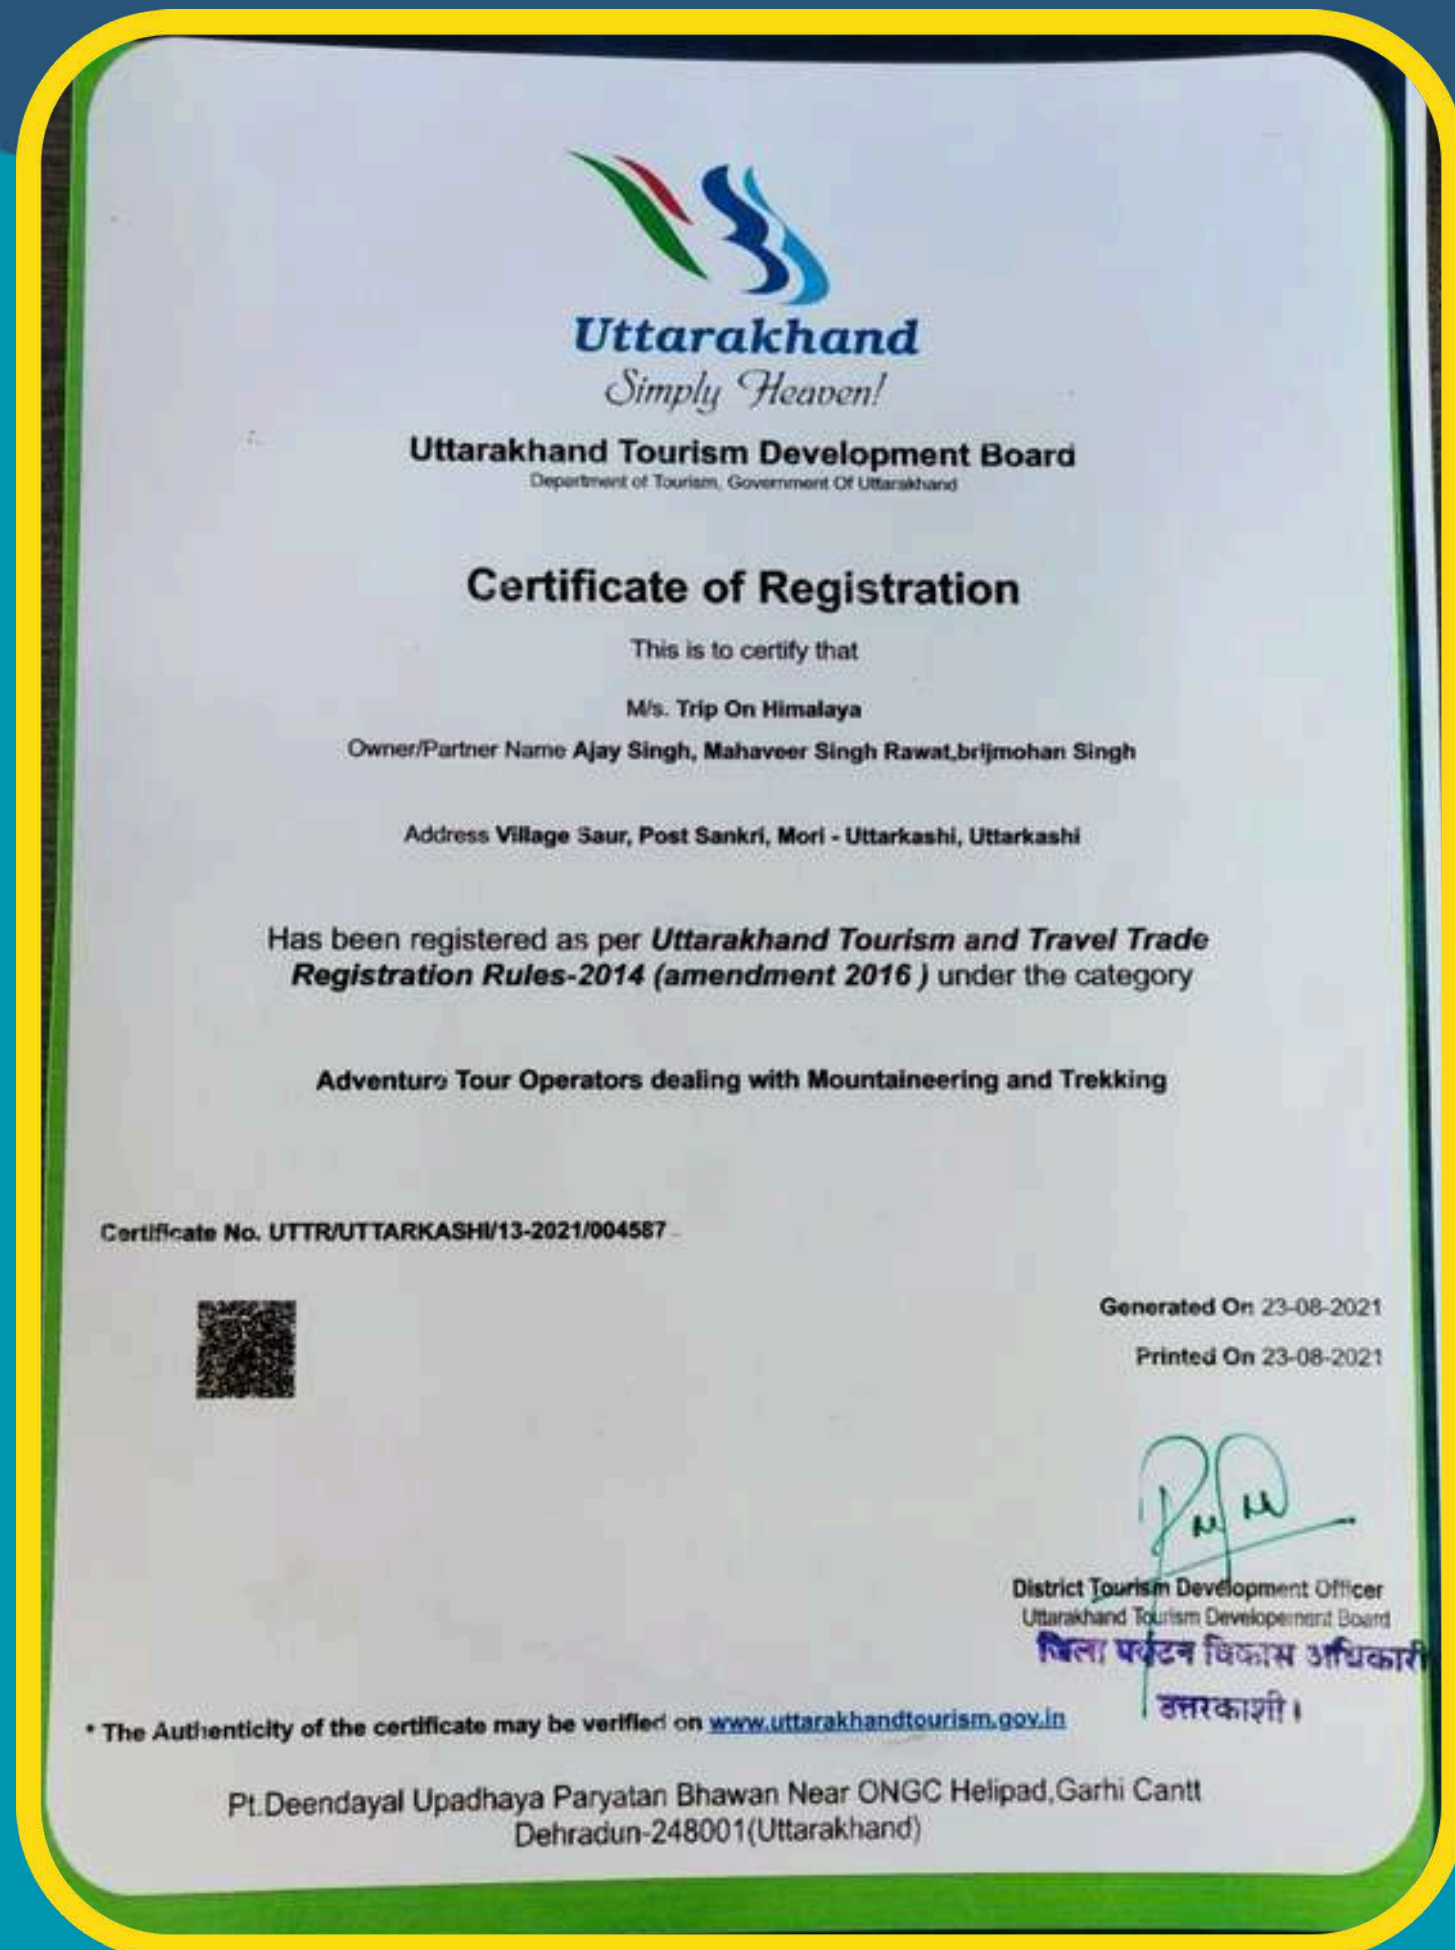 Uttarakhand
Simply Heaven!
Uttarakhand Tourism Development Board
Department of Tourism, Government Of Uttarakhand
Certificate of Registration
This is to certify that
M/s. Trip On Himalaya
Owner/Partner Name Ajay Singh, Mahaveer Singh Rawat,brijmohan Singh
Address Village Saur, Post Sankri, Mori - Uttarkashi, Uttarkashi
Has been registered as per Uttarakhand Tourism and Travel Trade
Registration Rules-2014 (amendment 2016 ) under the category
Adventure Tour Operators dealing with Mountaineering and Trekking
Certificate No. UTTR/UTTARKASHI/13-2021/004587
Generated On 23-08-2021
Printed On 23-08-2021
District Tourism Development Officer
Uttarakhand Tourism Developement Board
जिला पर्यटन विकास अधिकारी
उत्तरकाशी।
* The Authenticity of the certificate may be verified on www.uttarakhandtourism.gov.in
Pt.Deendayal Upadhaya Paryatan Bhawan Near ONGC Helipad,Garhi Cantt
Dehradun-248001(Uttarakhand)